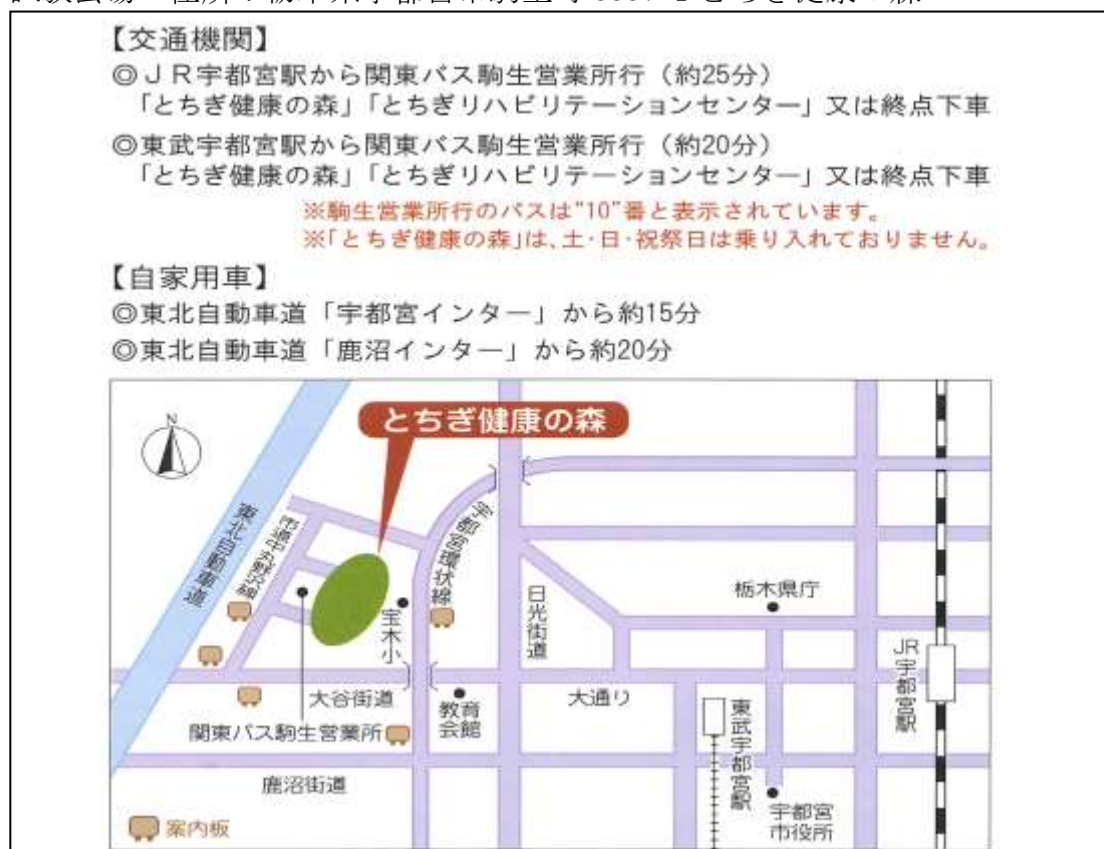 【交通機関】
◎JR宇都宮駅から関東バス駒生営業所行（約25分）
「とちぎ健康の森」「とちぎリハビリテーションセンター」又は終点下車
◎東武宇都宮駅から関東バス駒生営業所行（約20分）
「とちぎ健康の森」「とちぎリハビリテーションセンター」又は終点下車
※駒生営業所行のバスは"10"番と表示されています。
※「とちぎ健康の森」は、土・日・祝祭日は乗り入れておりません。
【自家用車】
◎東北自動車道「宇都宮インター」から約15分
◎東北自動車道「鹿沼インター」から約20分
とちぎ健康の森
N
東北自動車道
市道中丸野沢線
宇都宮環状線
宝木小
日光街道
栃木県庁
JR宇都宮駅
大谷街道
教育
会館
大通り
東武宇都宮駅
関東バス駒生営業所
鹿沼街道
宇都宮
市役所
案内板